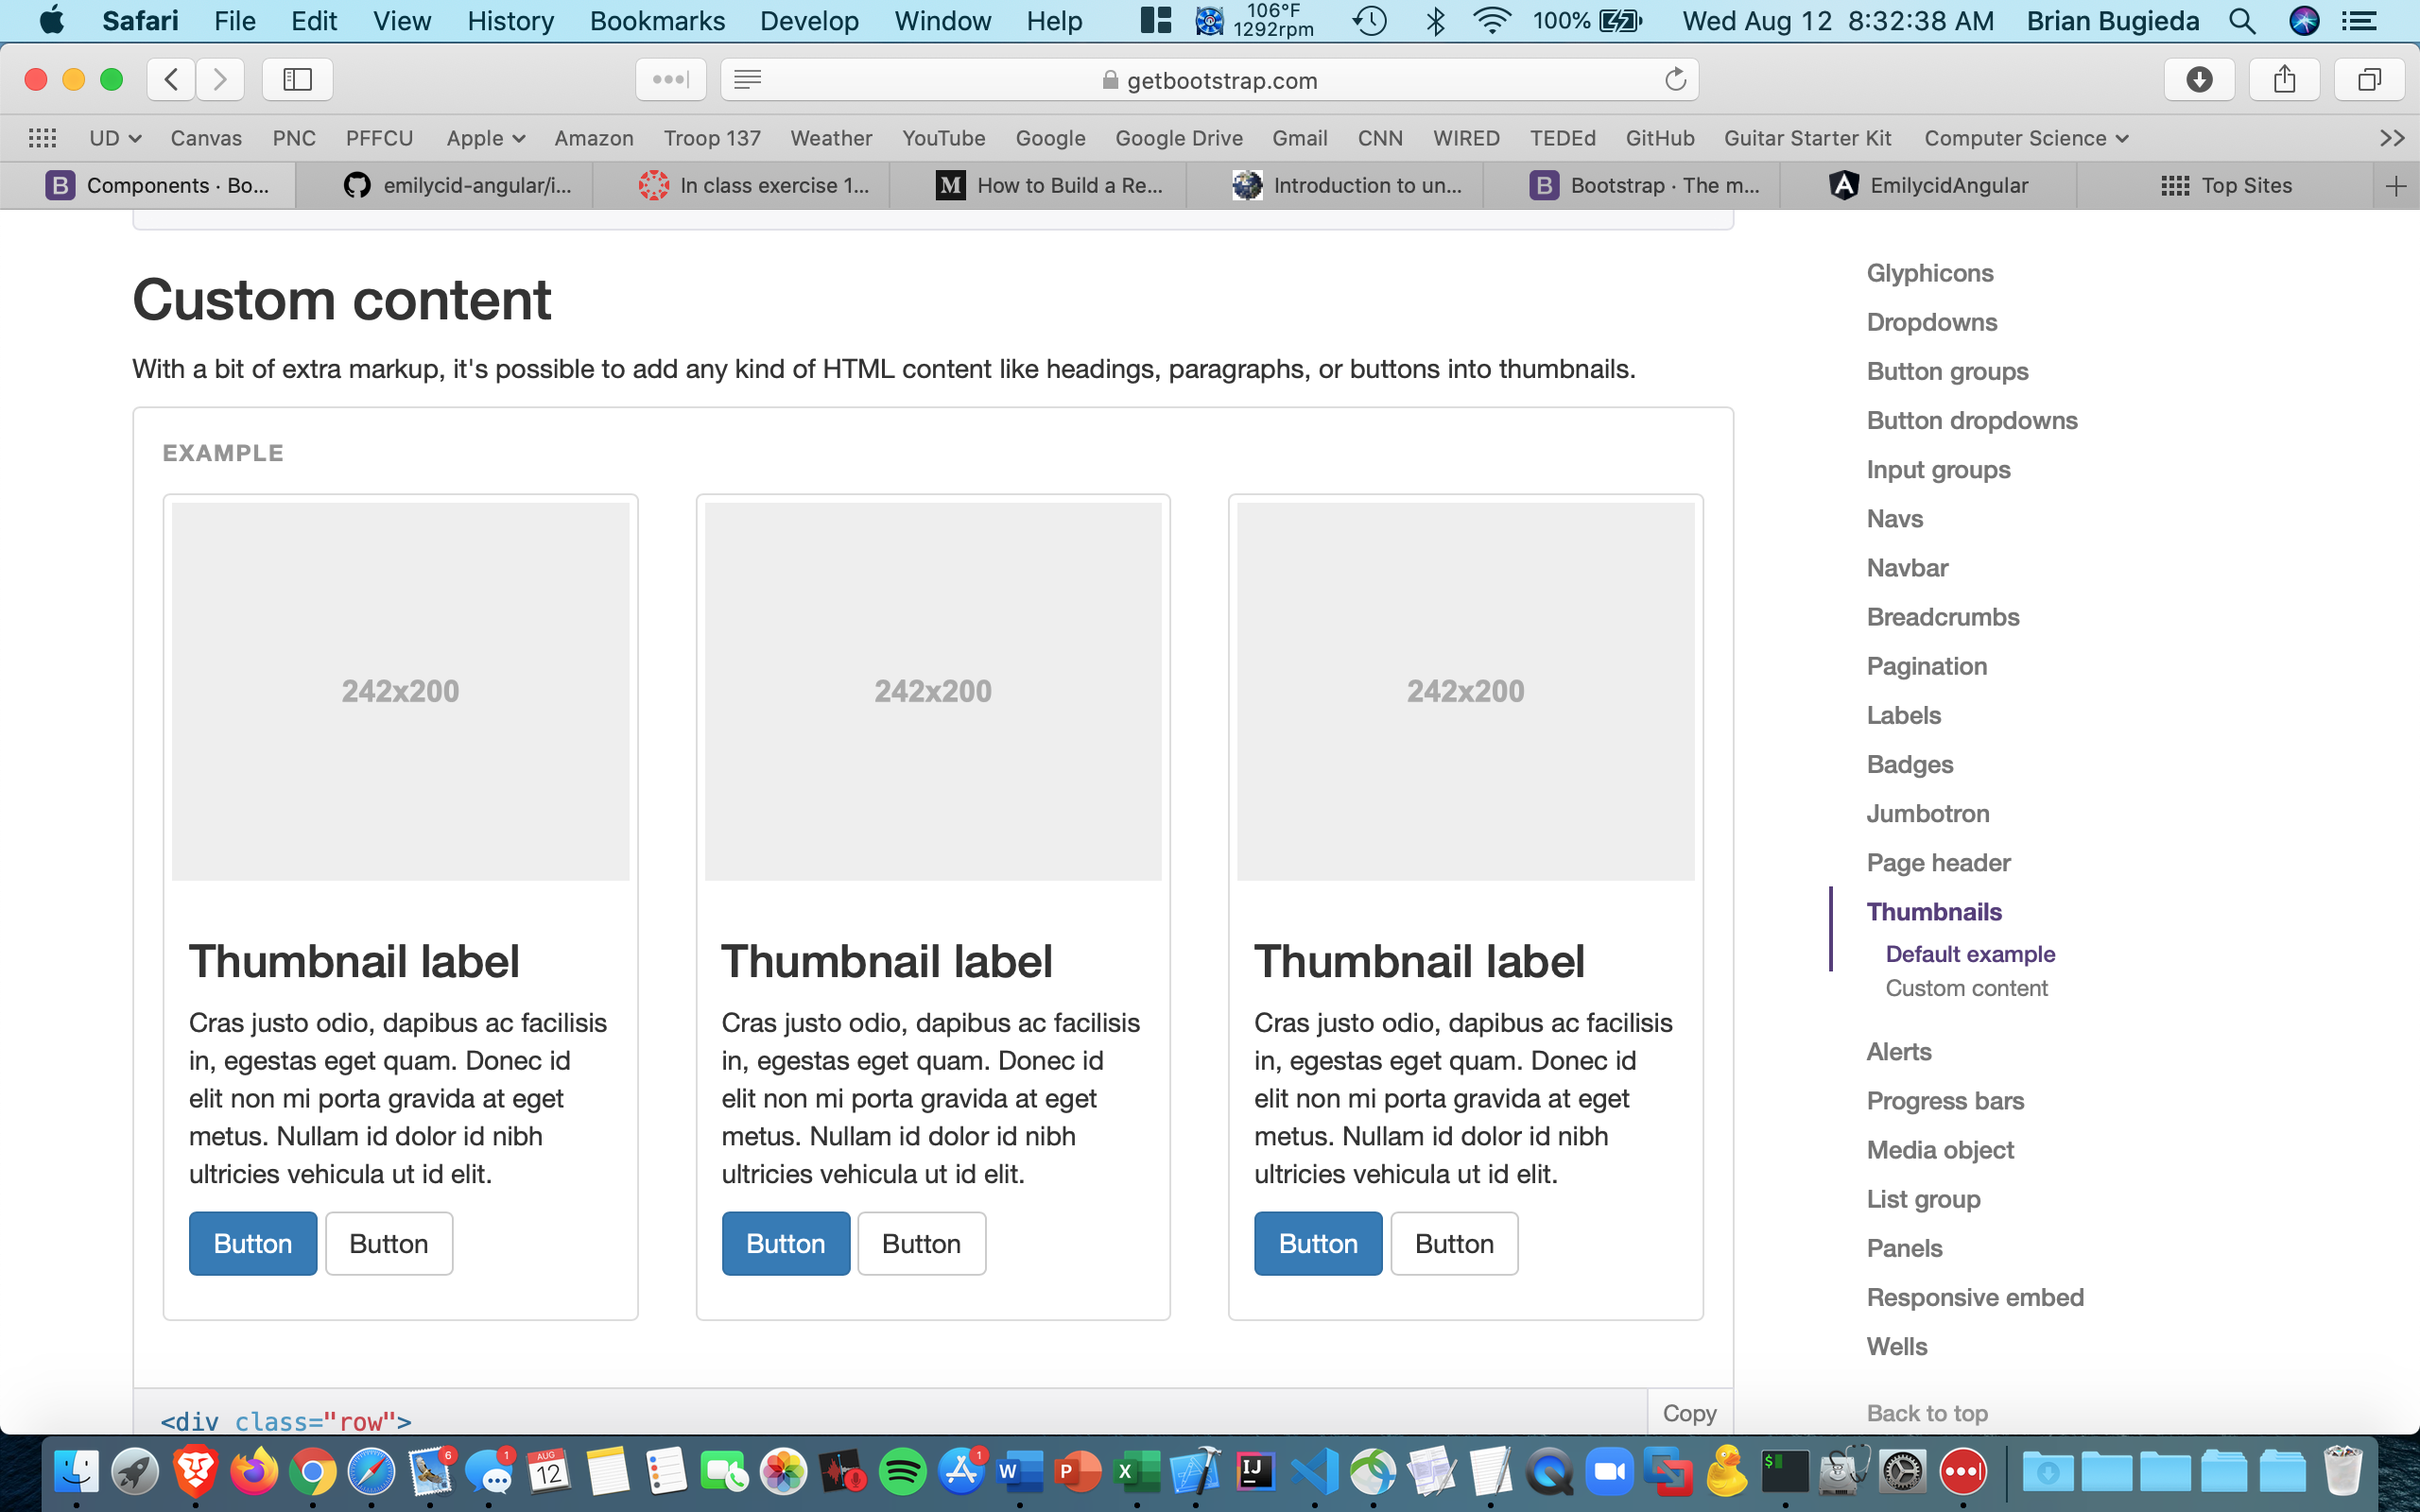 Safari File Edit View History Bookmarks Develop Window Help 106°F 1292rpm 100% Wed Aug 12 8:32:38 AM Brian Bugieda
getbootstrap.com
UD Canvas PNC PFFCU Apple Amazon Troop 137 Weather YouTube Google Google Drive Gmail CNN WIRED TEDEd GitHub Guitar Starter Kit Computer Science
Components · Bo... emilycid-angular/i... In class exercise 1... How to Build a Re... Introduction to un... Bootstrap · The m... EmilycidAngular Top Sites
Custom content
With a bit of extra markup, it's possible to add any kind of HTML content like headings, paragraphs, or buttons into thumbnails.
EXAMPLE
242x200
Thumbnail label
Cras justo odio, dapibus ac facilisis
in, egestas eget quam. Donec id
elit non mi porta gravida at eget
metus. Nullam id dolor id nibh
ultricies vehicula ut id elit.
Button Button
242x200
Thumbnail label
Cras justo odio, dapibus ac facilisis
in, egestas eget quam. Donec id
elit non mi porta gravida at eget
metus. Nullam id dolor id nibh
ultricies vehicula ut id elit.
Button Button
242x200
Thumbnail label
Cras justo odio, dapibus ac facilisis
in, egestas eget quam. Donec id
elit non mi porta gravida at eget
metus. Nullam id dolor id nibh
ultricies vehicula ut id elit.
Button Button
<div class="row">
Copy
Glyphicons
Dropdowns
Button groups
Button dropdowns
Input groups
Navs
Navbar
Breadcrumbs
Pagination
Labels
Badges
Jumbotron
Page header
Thumbnails
Default example
Custom content
Alerts
Progress bars
Media object
List group
Panels
Responsive embed
Wells
Back to top
6 1 AUG 12 1 W P X IJ $